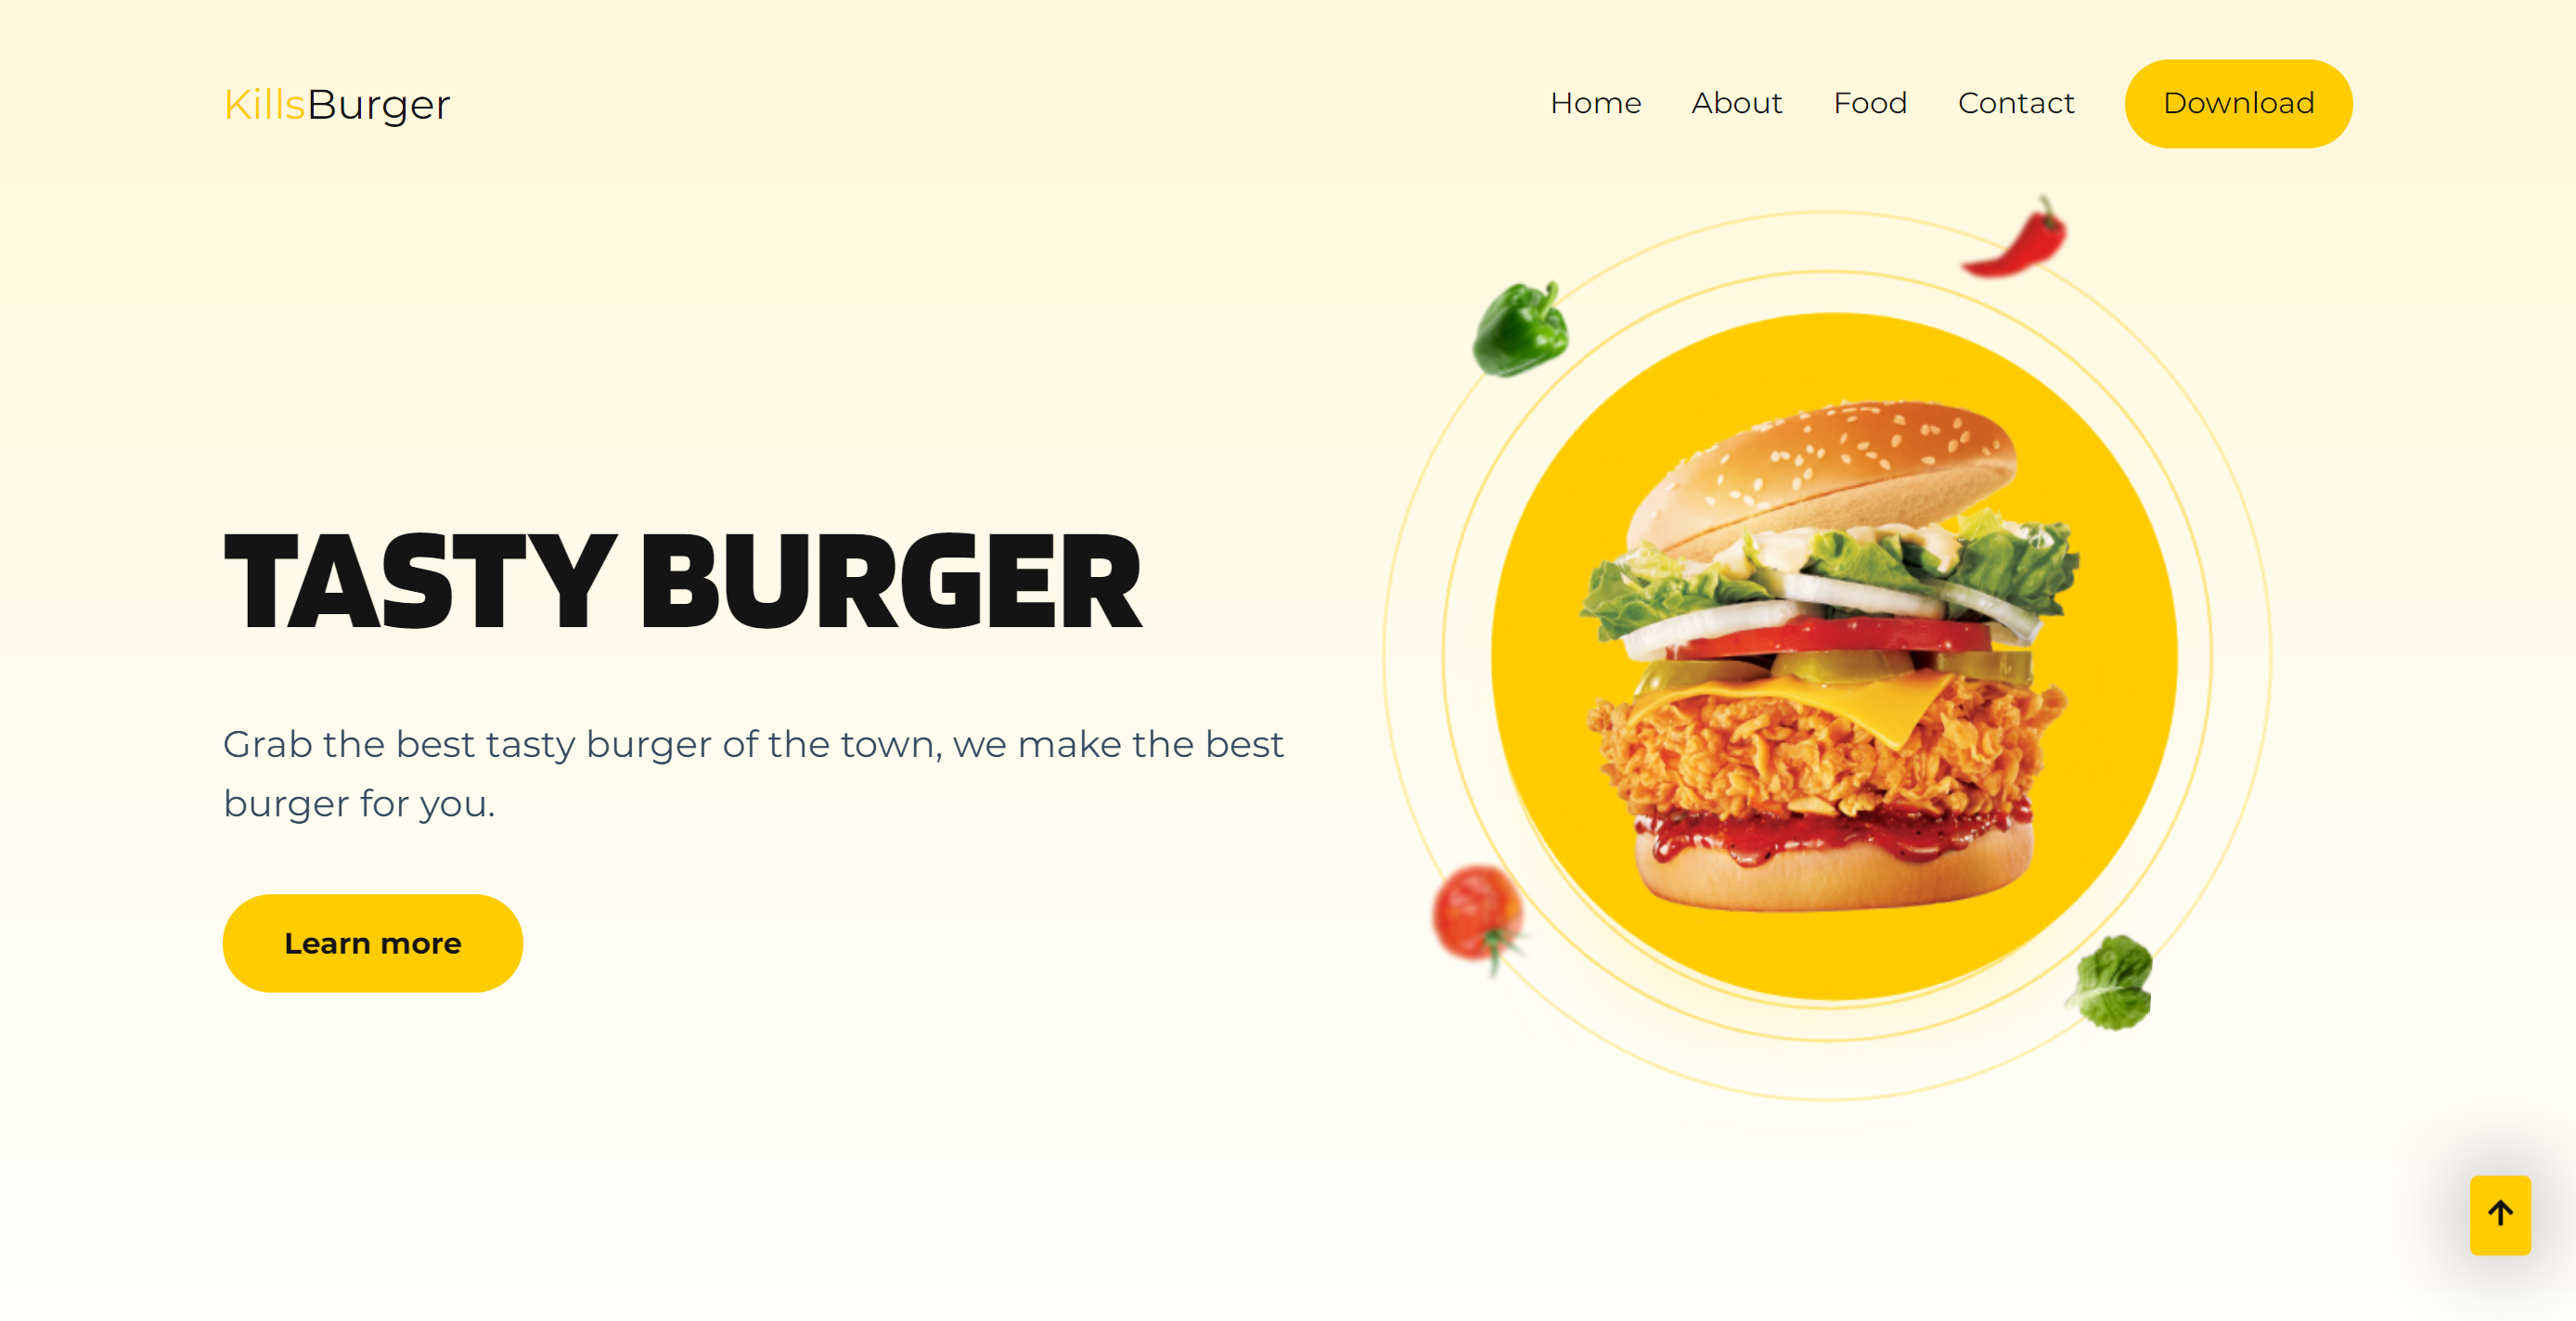 KillsBurger
Home About Food Contact Download
TASTY BURGER
Grab the best tasty burger of the town, we make the best
burger for you.
Learn more